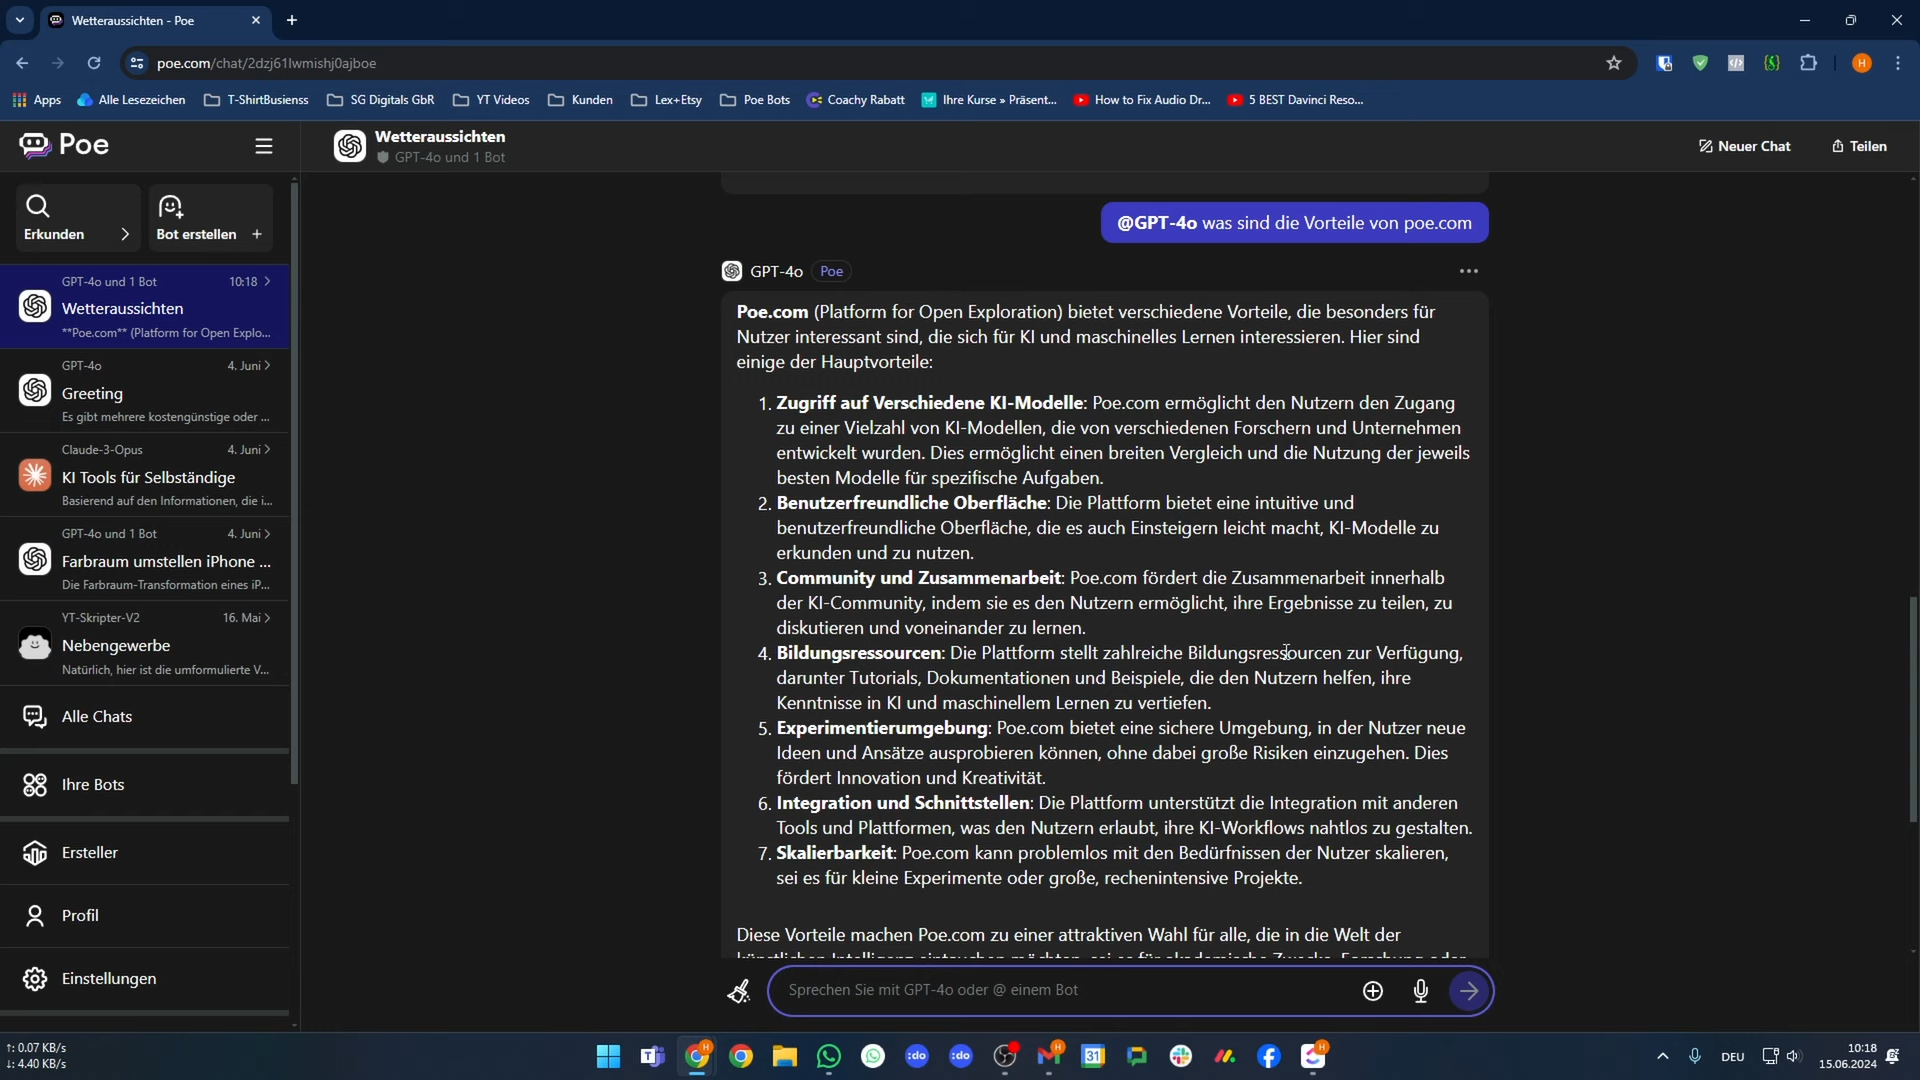 Wetteraussichten - Poe
poe.com/chat/2dzj61lwmishj0ajboe
H
Apps
Alle Lesezeichen
T-ShirtBusienss
SG Digitals GbR
YT Videos
Kunden
Lex+Etsy
Poe Bots
Coachy Rabatt
Ihre Kurse » Präsent...
How to Fix Audio Dr...
5 BEST Davinci Reso...
Poe
Wetteraussichten
GPT-4o und 1 Bot
Neuer Chat
Teilen
Erkunden
Bot erstellen
GPT-4o und 1 Bot 10:18
Wetteraussichten
**Poe.com** (Platform for Open Explo...
GPT-4o 4. Juni
Greeting
Es gibt mehrere kostengünstige oder ...
Claude-3-Opus 4. Juni
KI Tools für Selbständige
Basierend auf den Informationen, die i...
GPT-4o und 1 Bot 4. Juni
Farbraum umstellen iPhone ...
Die Farbraum-Transformation eines iP...
YT-Skripter-V2 16. Mai
Nebengewerbe
Natürlich, hier ist die umformulierte V...
Alle Chats
Ihre Bots
Ersteller
Profil
Einstellungen
@GPT-4o was sind die Vorteile von poe.com
GPT-4o Poe
Poe.com (Platform for Open Exploration) bietet verschiedene Vorteile, die besonders für
Nutzer interessant sind, die sich für KI und maschinelles Lernen interessieren. Hier sind
einige der Hauptvorteile:
1. Zugriff auf Verschiedene KI-Modelle: Poe.com ermöglicht den Nutzern den Zugang
zu einer Vielzahl von KI-Modellen, die von verschiedenen Forschern und Unternehmen
entwickelt wurden. Dies ermöglicht einen breiten Vergleich und die Nutzung der jeweils
besten Modelle für spezifische Aufgaben.
2. Benutzerfreundliche Oberfläche: Die Plattform bietet eine intuitive und
benutzerfreundliche Oberfläche, die es auch Einsteigern leicht macht, KI-Modelle zu
erkunden und zu nutzen.
3. Community und Zusammenarbeit: Poe.com fördert die Zusammenarbeit innerhalb
der KI-Community, indem sie es den Nutzern ermöglicht, ihre Ergebnisse zu teilen, zu
diskutieren und voneinander zu lernen.
4. Bildungsressourcen: Die Plattform stellt zahlreiche Bildungsressourcen zur Verfügung,
darunter Tutorials, Dokumentationen und Beispiele, die den Nutzern helfen, ihre
Kenntnisse in KI und maschinellem Lernen zu vertiefen.
5. Experimentierumgebung: Poe.com bietet eine sichere Umgebung, in der Nutzer neue
Ideen und Ansätze ausprobieren können, ohne dabei große Risiken einzugehen. Dies
fördert Innovation und Kreativität.
6. Integration und Schnittstellen: Die Plattform unterstützt die Integration mit anderen
Tools und Plattformen, was den Nutzern erlaubt, ihre KI-Workflows nahtlos zu gestalten.
7. Skalierbarkeit: Poe.com kann problemlos mit den Bedürfnissen der Nutzer skalieren,
sei es für kleine Experimente oder große, rechenintensive Projekte.
Diese Vorteile machen Poe.com zu einer attraktiven Wahl für alle, die in die Welt der
künstlichen Intelligenz eintauchen möchten, sei es für akademische Zwecke, Forschung oder
Sprechen Sie mit GPT-4o oder @ einem Bot
↑: 0.07 KB/s
↓: 4.40 KB/s
:do
:do
31
DEU
10:18
15.06.2024